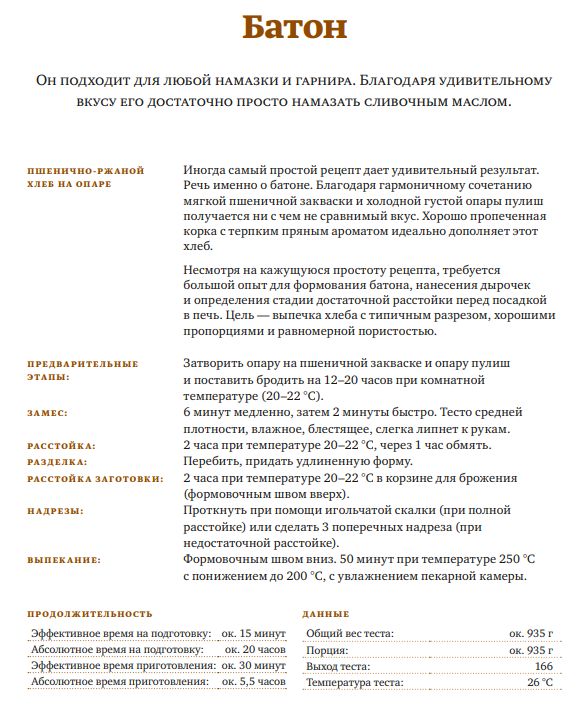 Батон
Он подходит для любой намазки и гарнира. Благодаря удивительному
вкусу его достаточно просто намазать сливочным маслом.
пшенично-ржаной
хлеб на опаре
Иногда самый простой рецепт дает удивительный результат.
Речь именно о батоне. Благодаря гармоничному сочетанию
мягкой пшеничной закваски и холодной густой опары пулиш
получается ни с чем не сравнимый вкус. Хорошо пропеченная
корка с терпким пряным ароматом идеально дополняет этот
хлеб.
Несмотря на кажущуюся простоту рецепта, требуется
большой опыт для формования батона, нанесения дырочек
и определения стадии достаточной расстойки перед посадкой
в печь. Цель — выпечка хлеба с типичным разрезом, хорошими
пропорциями и равномерной пористостью.
предварительные
этапы:
Затворить опару на пшеничной закваске и опару пулиш
и поставить бродить на 12–20 часов при комнатной
температуре (20–22 °C).
замес: 6 минут медленно, затем 2 минуты быстро. Тесто средней
плотности, влажное, блестящее, слегка липнет к рукам.
расстойка: 2 часа при температуре 20–22 °C, через 1 час обмять.
разделка: Перебить, придать удлиненную форму.
расстойка заготовки: 2 часа при температуре 20–22 °C в корзине для брожения
(формовочным швом вверх).
надрезы: Проткнуть при помощи игольчатой скалки (при полной
расстойке) или сделать 3 поперечных надреза (при
недостаточной расстойке).
выпекание: Формовочным швом вниз. 50 минут при температуре 250 °C
с понижением до 200 °C, с увлажнением пекарной камеры.
продолжительность
Эффективное время на подготовку: ок. 15 минут
Абсолютное время на подготовку: ок. 20 часов
Эффективное время приготовления: ок. 30 минут
Абсолютное время приготовления: ок. 5,5 часов
данные
Общий вес теста: ок. 935 г
Порция: ок. 935 г
Выход теста: 166
Температура теста: 26 °C